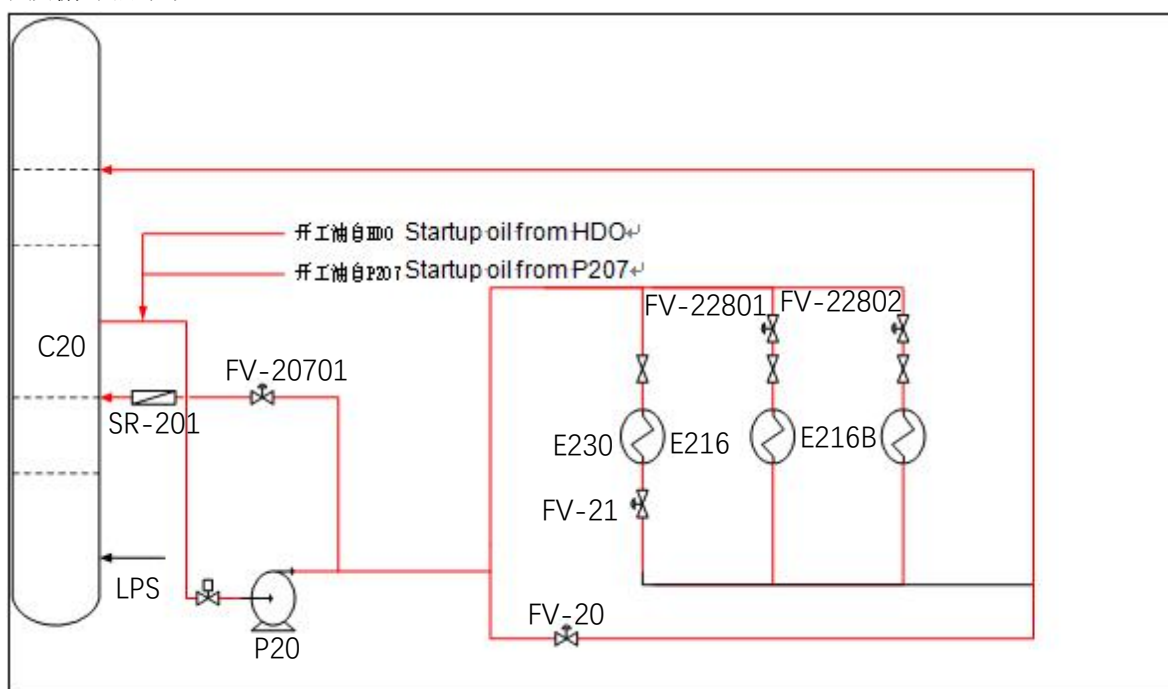 开工油自HDO Startup oil from HDO↵
开工油自P207 Startup oil from P207↵
FV-22801
FV-22802
C20
FV-20701
SR-201
E230
E216
E216B
FV-21
LPS
FV-20
P20